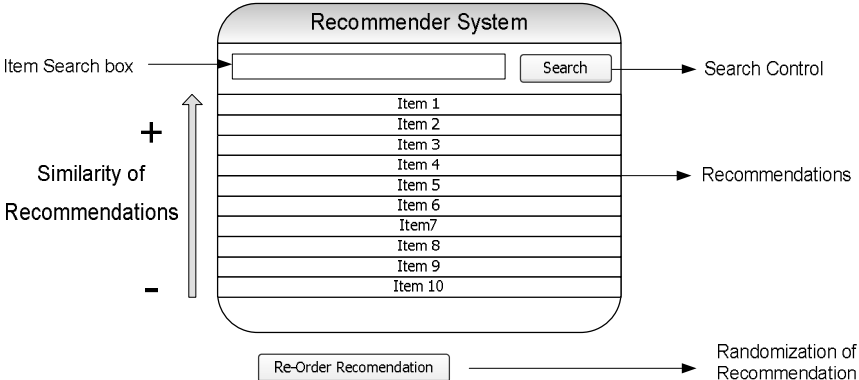 Recommender System
Item Search box
Search
Search Control
Item 1
Item 2
Item 3
Item 4
Item 5
Item 6
Item7
Item 8
Item 9
Item 10
+
Similarity of
Recommendations
-
Recommendations
Re-Order Recomendation
Randomization of
Recommendation